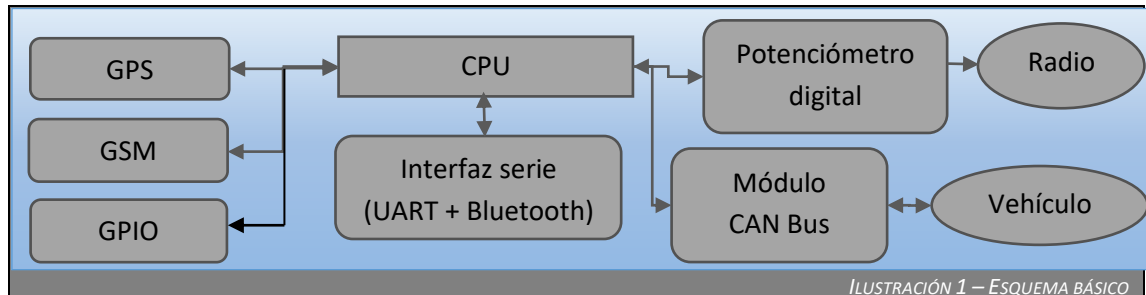 GPS
GSM
GPIO
CPU
Interfaz serie
(UART + Bluetooth)
Potenciómetro
digital
Radio
Módulo
CAN Bus
Vehículo
ILUSTRACIÓN 1 – ESQUEMA BÁSICO